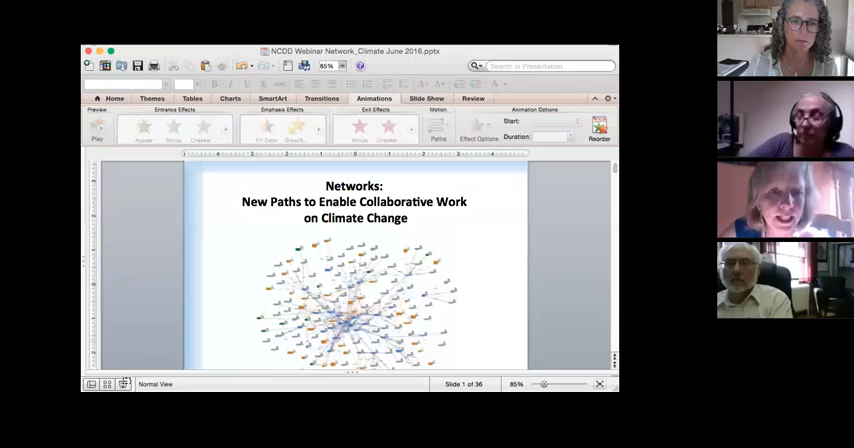 NCDD Webinar Network_Climate June 2016.pptx
85%
Search in Presentation
Home Themes Tables Charts SmartArt Transitions Animations Slide Show Review
Preview Entrance Effects Emphasis Effects Exit Effects Motion Animation Options
Start:
Play Appear Blinds Checker Fill Color Grow/S Blinds Checker Paths Effect Options Duration: Reorder
Networks:
New Paths to Enable Collaborative Work
on Climate Change
Normal View Slide 1 of 36 85%